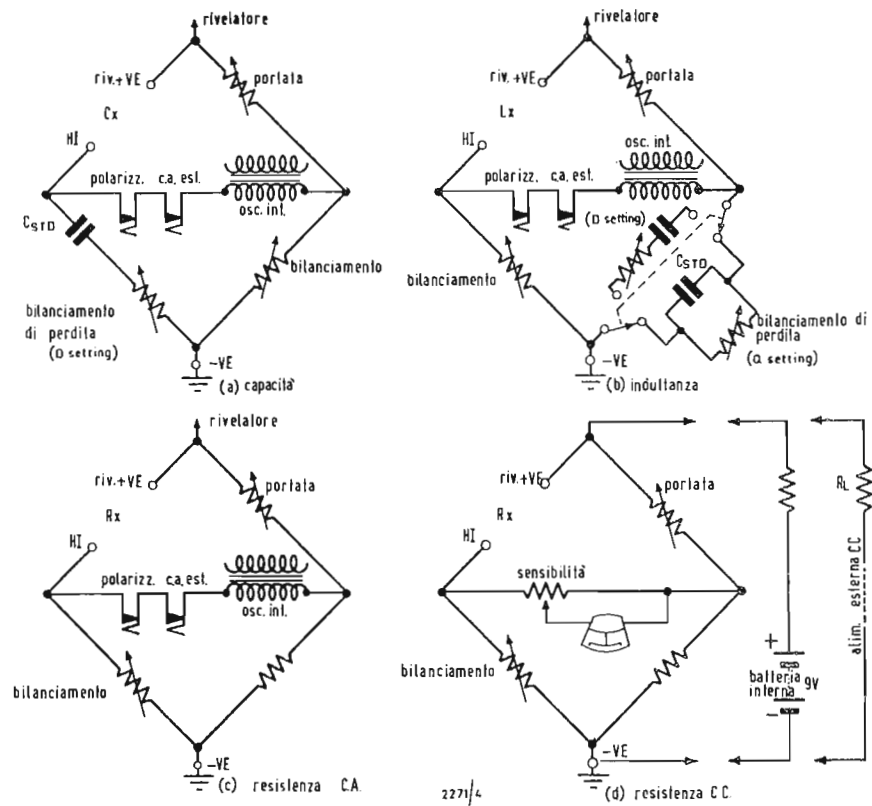 rivelatore
riv.+VE
portata
Cx
HI
polarizz. c.a. est.
osc. int.
CSTD
bilanciamento
bilanciamento
di perdita
(D setting)
-VE
(a) capacità
rivelatore
riv.+VE
portata
Lx
HI
osc. int
polarizz. c.a. est.
(D setting)
bilanciamento
CSTD
bilanciamento di
perdita
(Q setting)
-VE
(b) induttanza
rivelatore
riv.+VE
portata
Rx
HI
polarizz. c.a. est.
osc. int.
bilanciamento
-VE
(c) resistenza C.A.
riv.+VE
portata
Rx
HI
sensibilità
bilanciamento
-VE
(d) resistenza C C.
RL
alim. esterna CC
+
batteria
interna 9V
-
2271/4